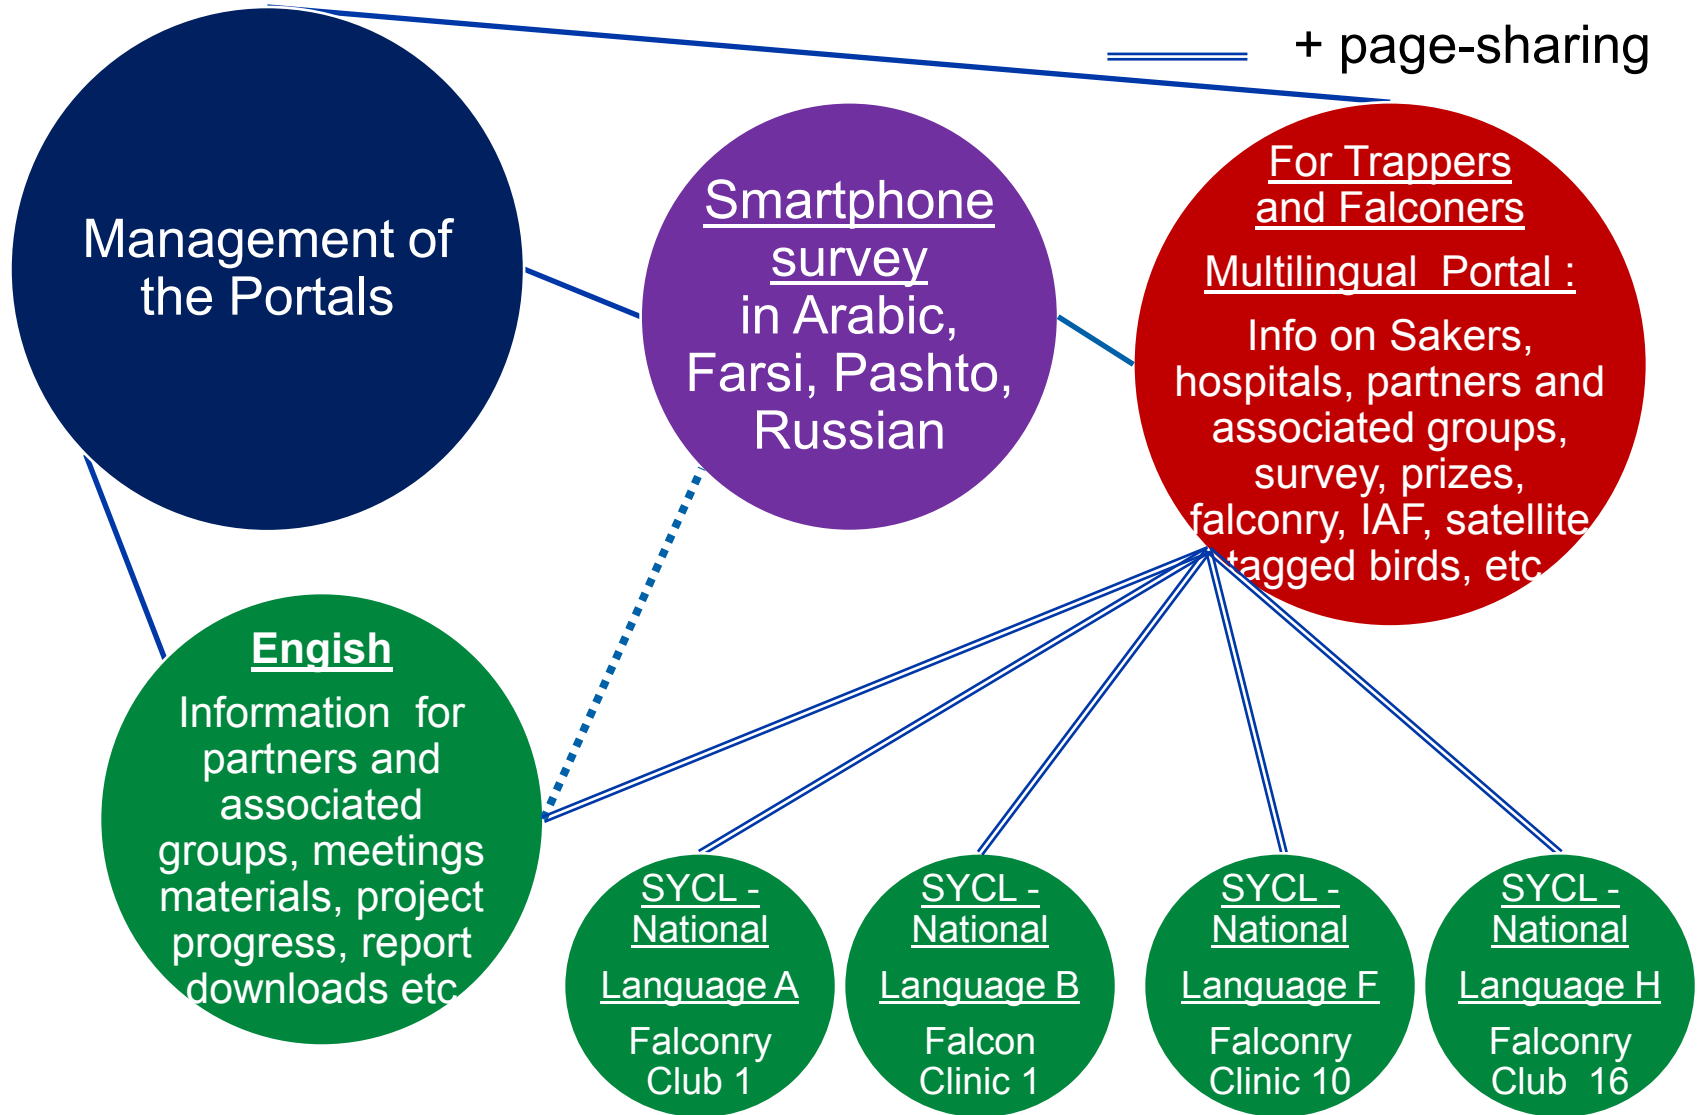 + page-sharing
Management of
the Portals
Smartphone
survey
in Arabic,
Farsi, Pashto,
Russian
For Trappers
and Falconers
Multilingual Portal :
Info on Sakers,
hospitals, partners and
associated groups,
survey, prizes,
falconry, IAF, satellite
tagged birds, etc
Engish
Information for
partners and
associated
groups, meetings
materials, project
progress, report
downloads etc
SYCL -
National
Language A
Falconry
Club 1
SYCL -
National
Language B
Falcon
Clinic 1
SYCL -
National
Language F
Falconry
Clinic 10
SYCL -
National
Language H
Falconry
Club 16